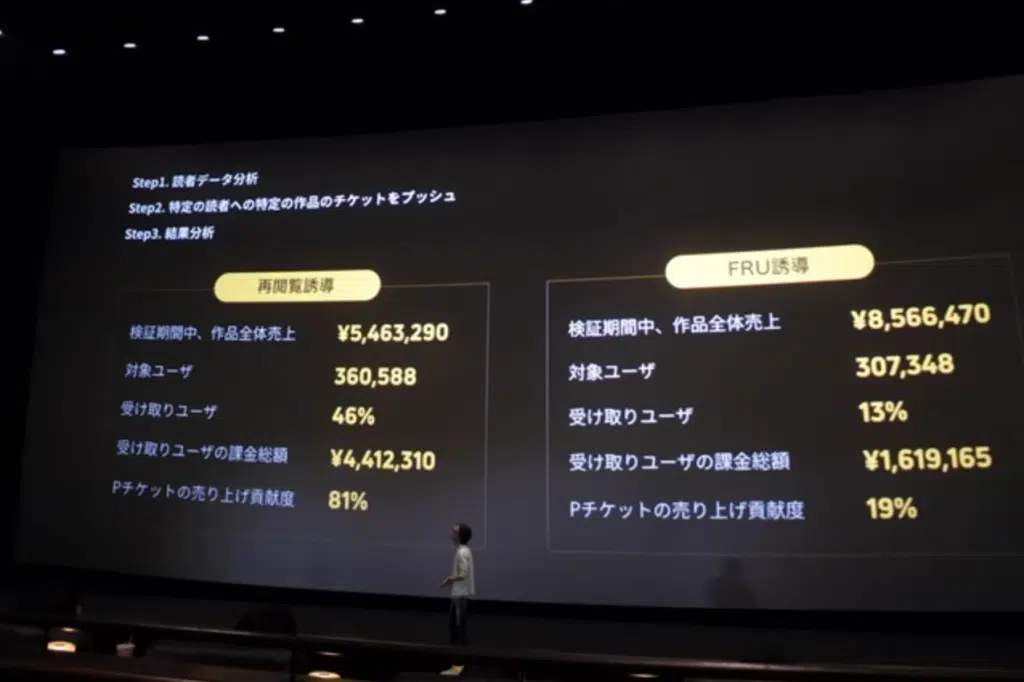 Step1. 読者データ分析
Step2. 特定の読者への特定の作品のチケットをプッシュ
Step3. 結果分析
再閲覧誘導
検証期間中、作品全体売上 ¥5,463,290
対象ユーザ 360,588
受け取りユーザ 46%
受け取りユーザの課金総額 ¥4,412,310
Pチケットの売り上げ貢献度 81%
FRU誘導
検証期間中、作品全体売上 ¥8,566,470
対象ユーザ 307,348
受け取りユーザ 13%
受け取りユーザの課金総額 ¥1,619,165
Pチケットの売り上げ貢献度 19%